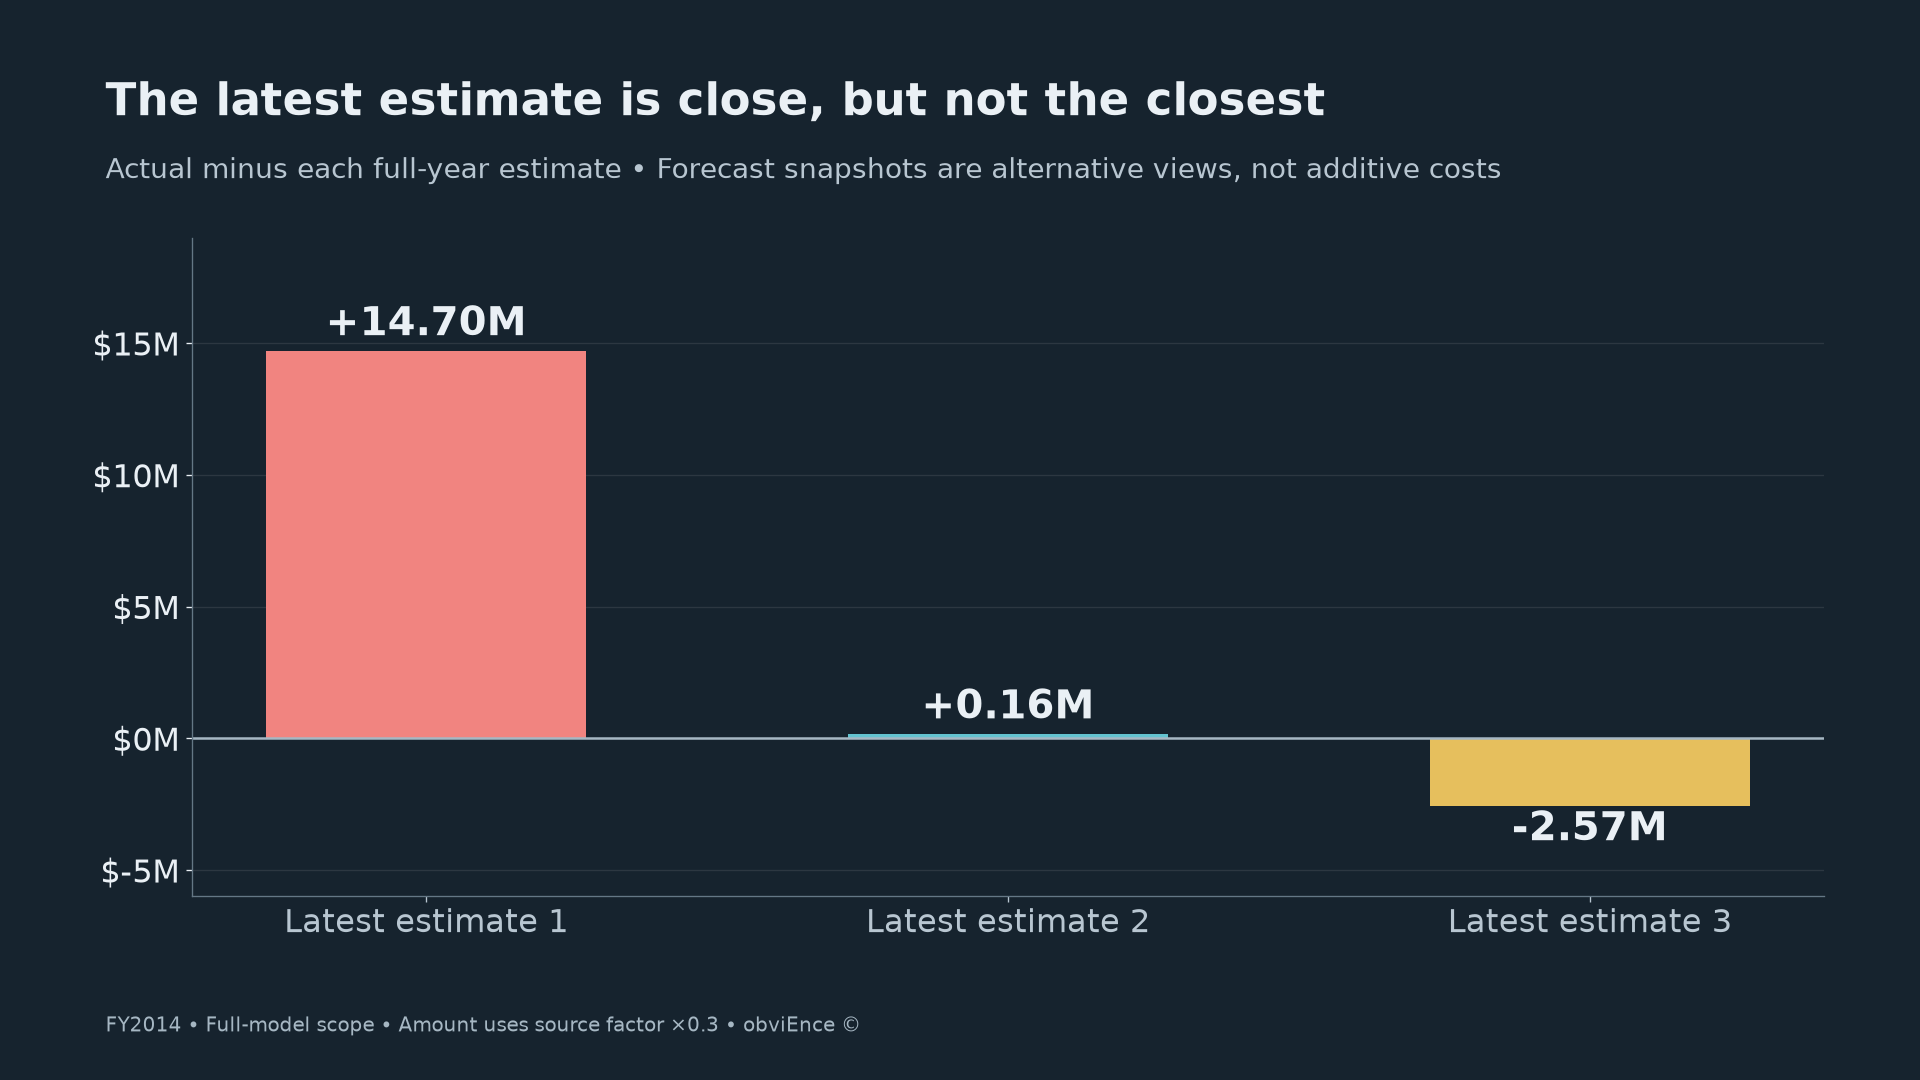 The latest estimate is close, but not the closest
Actual minus each full-year estimate • Forecast snapshots are alternative views, not additive costs
$15M
$10M
$5M
$0M
$-5M
+14.70M
+0.16M
-2.57M
Latest estimate 1
Latest estimate 2
Latest estimate 3
FY2014 • Full-model scope • Amount uses source factor ×0.3 • obviEnce ©